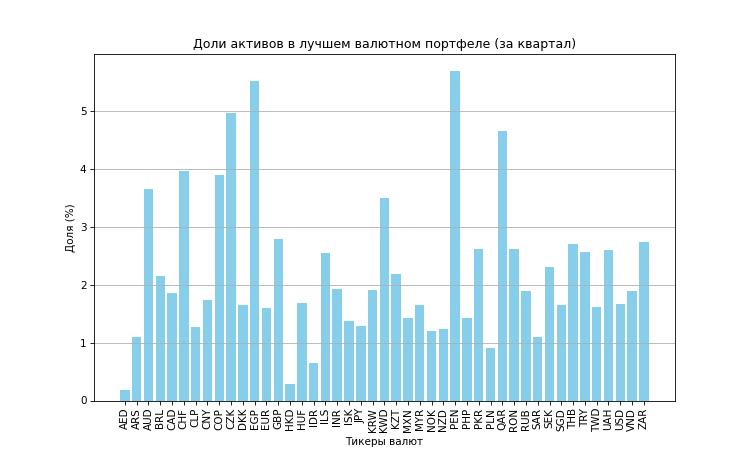 Доли активов в лучшем валютном портфеле (за квартал)
Доля (%)
5
4
3
2
1
0
AED ARS AUD BRL CAD CHF CLP CNY COP CZK DKK EGP EUR GBP HKD HUF IDR ILS INR ISK JPY KRW KWD KZT MXN MYR NOK NZD PEN PHP PKR PLN QAR RON RUB SAR SEK SGD THB TRY TWD UAH USD VND ZAR
Тикеры валют